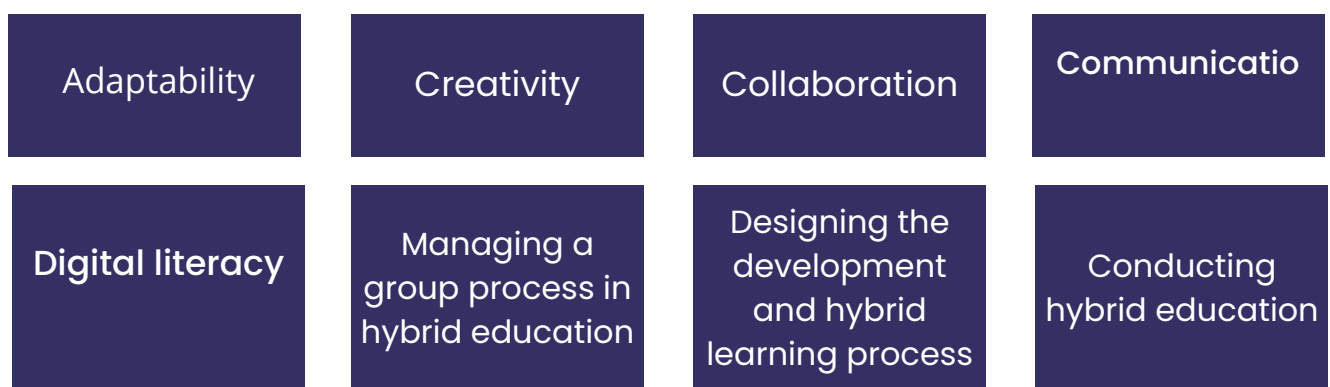 Adaptability
Creativity
Collaboration
Communicatio
Digital literacy
Managing a
group process in
hybrid education
Designing the
development
and hybrid
learning process
Conducting
hybrid education